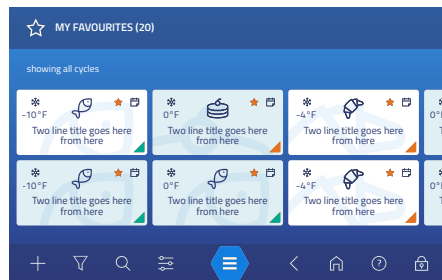 MY FAVOURITES (20)
showing all cycles
-10°F
Two line title goes here
from here
0°F
Two line title goes here
from here
-4°F
Two line title goes here
from here
0°
-10°F
Two line title goes here
from here
0°F
Two line title goes here
from here
-4°F
Two line title goes here
from here
0°